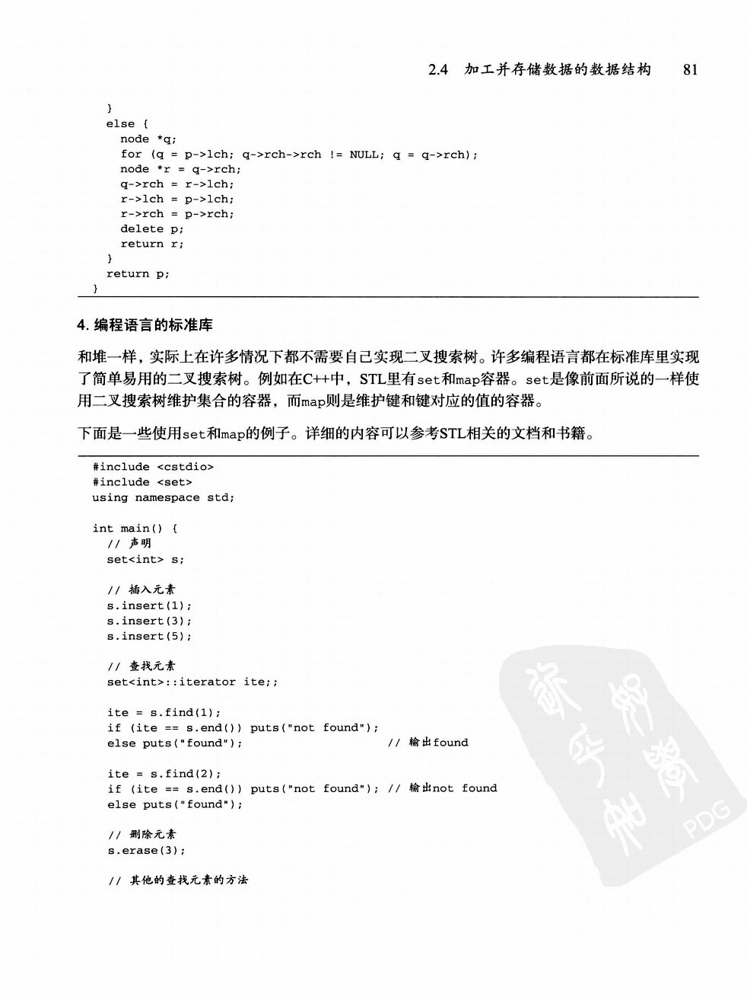 2.4 加工并存储数据的数据结构 81
}
else {
node *q;
for (q = p->lch; q->rch->rch != NULL; q = q->rch);
node *r = q->rch;
q->rch = r->lch;
r->lch = p->lch;
r->rch = p->rch;
delete p;
return r;
}
return p;
}
4. 编程语言的标准库
和堆一样，实际上在许多情况下都不需要自己实现二叉搜索树。许多编程语言都在标准库里实现
了简单易用的二叉搜索树。例如在C++中，STL里有set和map容器。set是像前面所说的一样使
用二叉搜索树维护集合的容器，而map则是维护键和键对应的值的容器。
下面是一些使用set和map的例子。详细的内容可以参考STL相关的文档和书籍。
#include <cstdio>
#include <set>
using namespace std;
int main() {
// 声明
set<int> s;
// 插入元素
s.insert(1);
s.insert(3);
s.insert(5);
// 查找元素
set<int>::iterator ite;;
ite = s.find(1);
if (ite == s.end()) puts("not found");
else puts("found"); // 输出found
ite = s.find(2);
if (ite == s.end()) puts("not found"); // 输出not found
else puts("found");
// 删除元素
s.erase(3);
// 其他的查找元素的方法
PDG